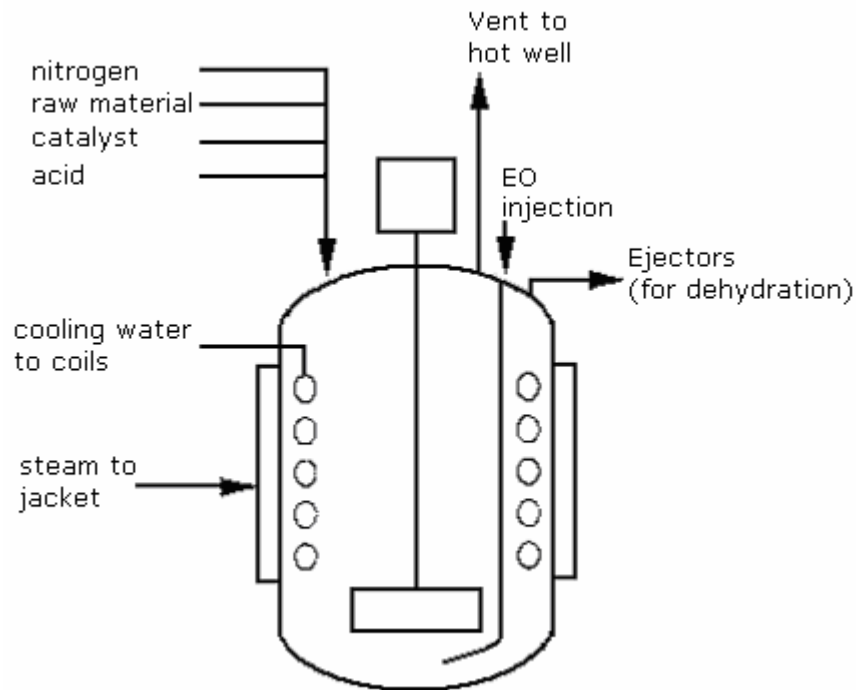 Vent to
hot well
nitrogen
raw material
catalyst
acid
EO
injection
Ejectors
(for dehydration)
cooling water
to coils
steam to
jacket